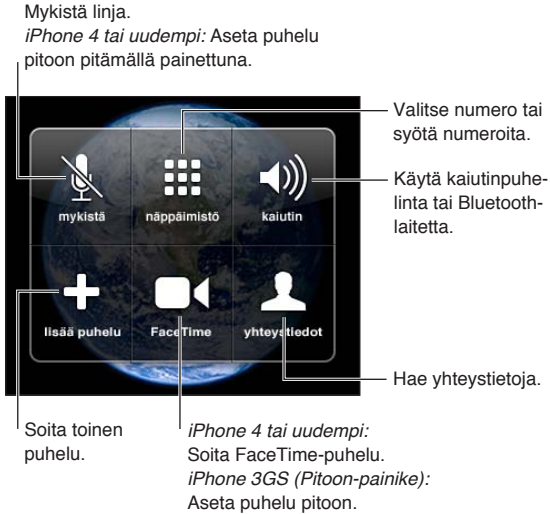 Mykistä linja.
iPhone 4 tai uudempi: Aseta puhelu
pitoon pitämällä painettuna.
Valitse numero tai
syötä numeroita.
Käytä kaiutinpuhe-
linta tai Bluetooth-
laitetta.
mykistä
näppäimistö
kaiutin
lisää puhelu
FaceTime
yhteystiedot
Hae yhteystietoja.
Soita toinen
puhelu.
iPhone 4 tai uudempi:
Soita FaceTime-puhelu.
iPhone 3GS (Pitoon-painike):
Aseta puhelu pitoon.